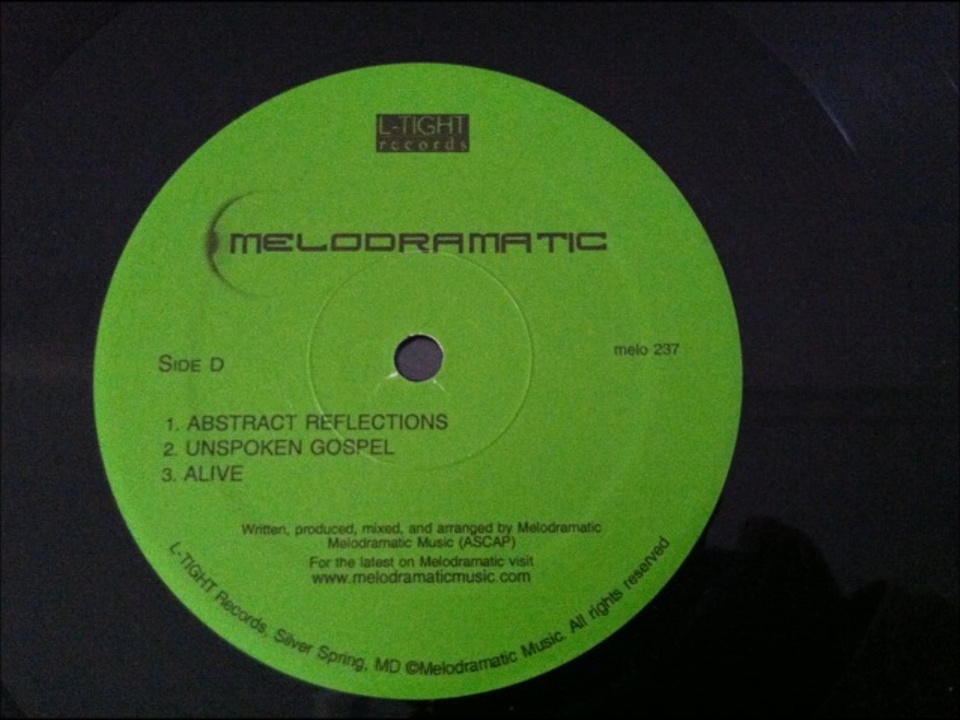 L-TIGHT
records
MELODRAMATIC
melo 237
SIDE D
1. ABSTRACT REFLECTIONS
2. UNSPOKEN GOSPEL
3. ALIVE
Written, produced, mixed, and arranged by Melodramatic
Melodramatic Music (ASCAP)
For the latest on Melodramatic visit
www.melodramaticmusic.com
L-TIGHT Records, Silver Spring, MD ©Melodramatic Music. All rights reserved